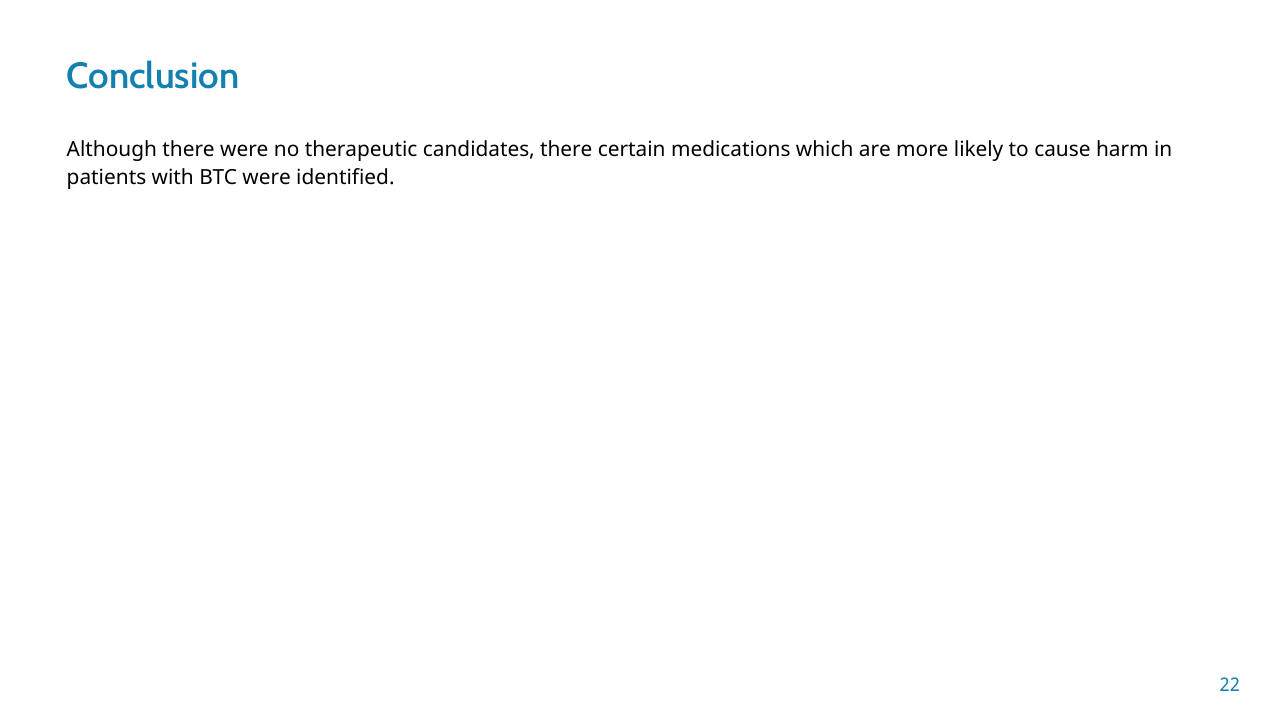 Conclusion
Although there were no therapeutic candidates, there certain medications which are more likely to cause harm in
patients with BTC were identified.
22